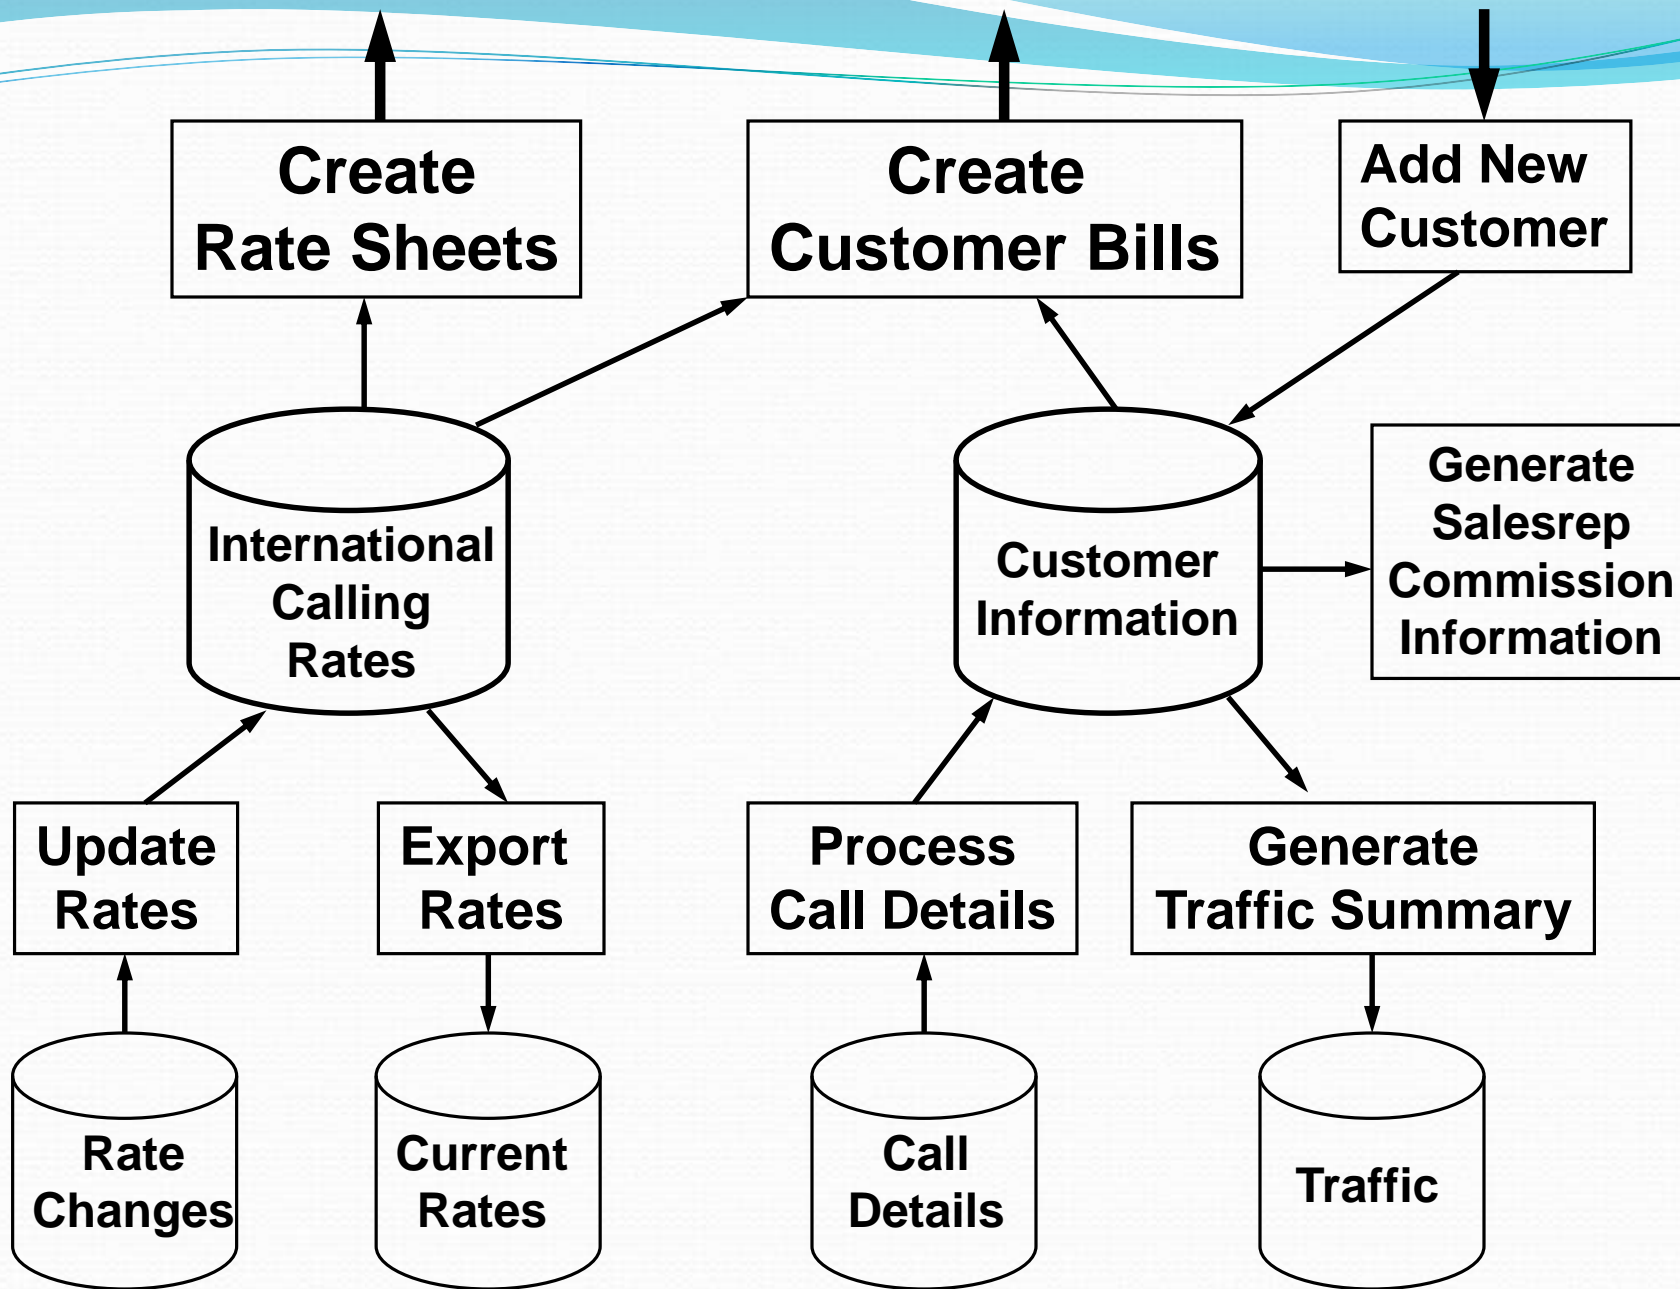 Create
Rate Sheets
Create
Customer Bills
Add New
Customer
International
Calling
Rates
Customer
Information
Generate
Salesrep
Commission
Information
Update
Rates
Export
Rates
Process
Call Details
Generate
Traffic Summary
Rate
Changes
Current
Rates
Call
Details
Traffic